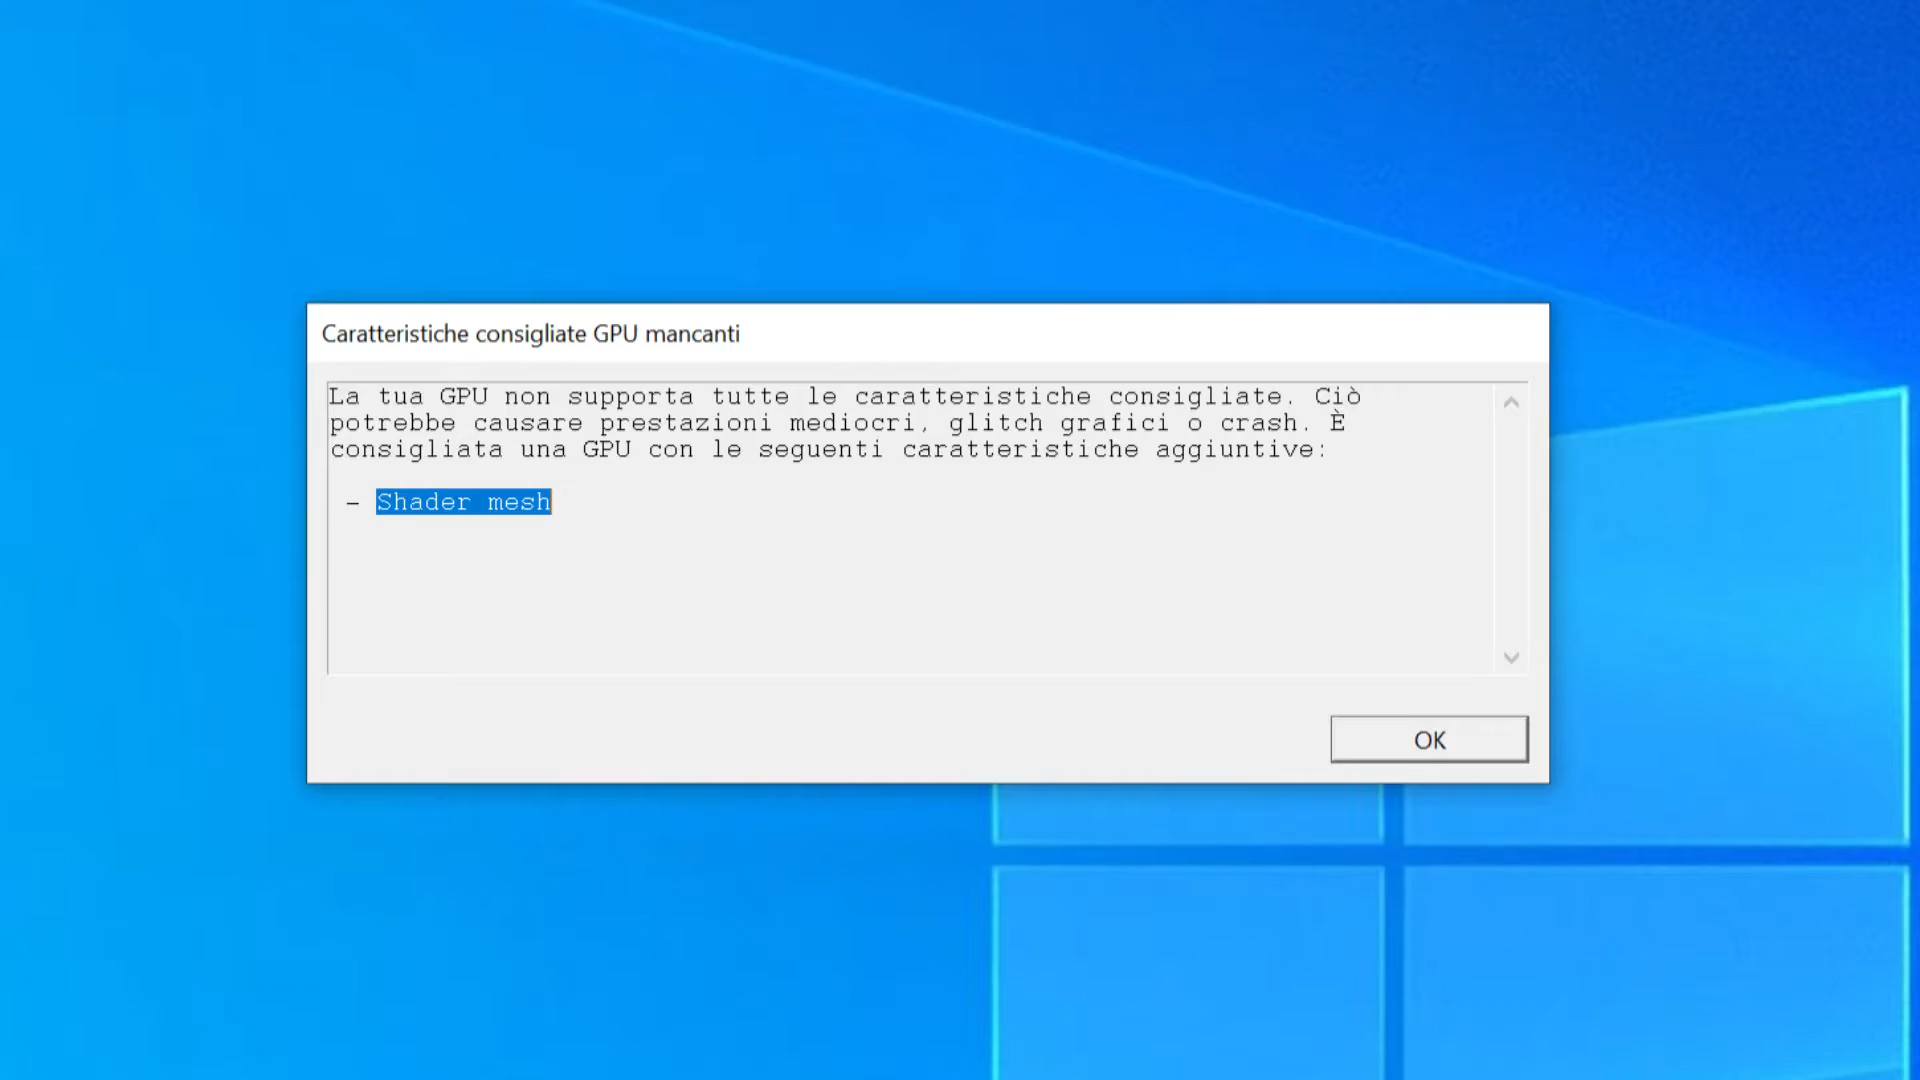 Caratteristiche consigliate GPU mancanti
La tua GPU non supporta tutte le caratteristiche consigliate. Ciò
potrebbe causare prestazioni mediocri, glitch grafici o crash. È
consigliata una GPU con le seguenti caratteristiche aggiuntive:
- Shader mesh
OK